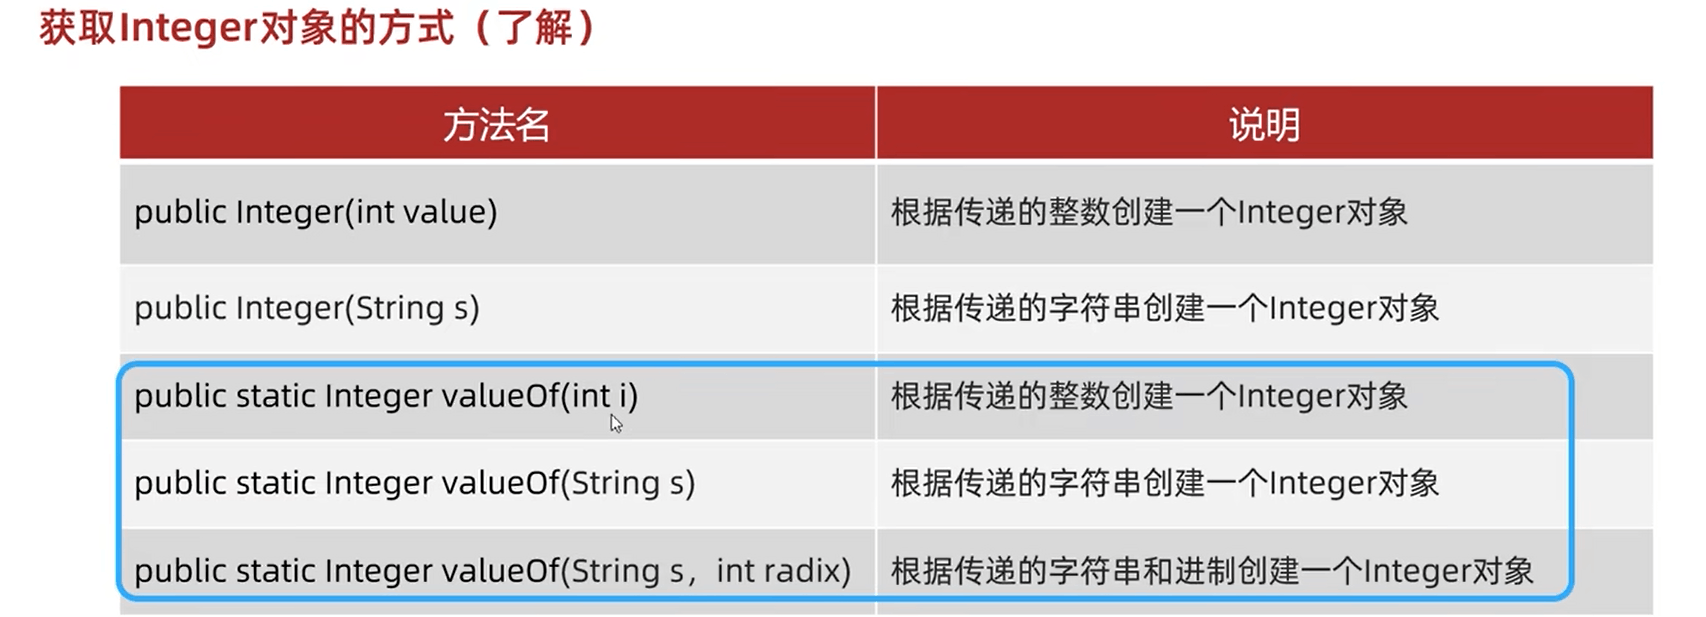 获取Integer对象的方式（了解）
方法名 说明
public Integer(int value) 根据传递的整数创建一个Integer对象
public Integer(String s) 根据传递的字符串创建一个Integer对象
public static Integer valueOf(int i) 根据传递的整数创建一个Integer对象
public static Integer valueOf(String s) 根据传递的字符串创建一个Integer对象
public static Integer valueOf(String s，int radix) 根据传递的字符串和进制创建一个Integer对象